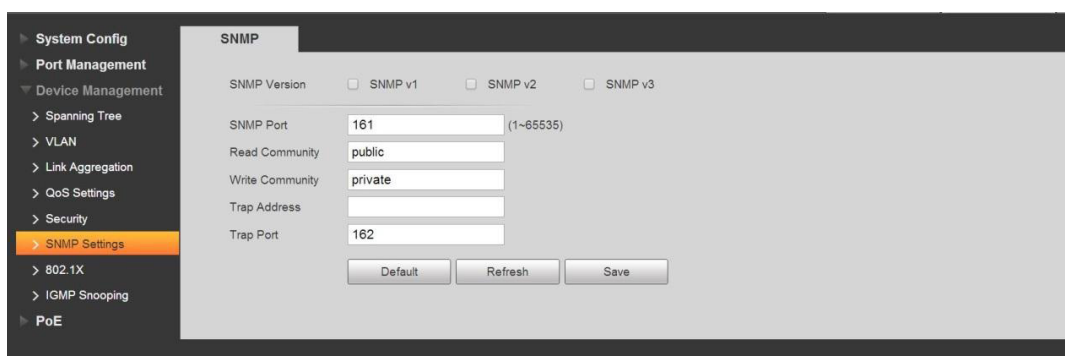 System Config
Port Management
Device Management
Spanning Tree
VLAN
Link Aggregation
QoS Settings
Security
SNMP Settings
802.1X
IGMP Snooping
PoE
SNMP
SNMP Version SNMP v1 SNMP v2 SNMP v3
SNMP Port 161 (1~65535)
Read Community public
Write Community private
Trap Address
Trap Port 162
Default Refresh Save